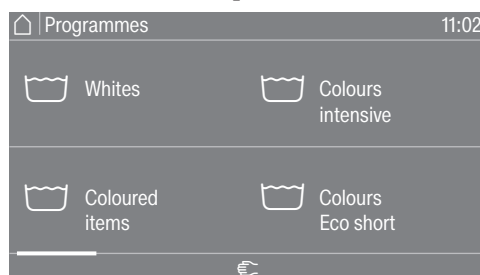 Programmes 11:02
Whites
Colours
intensive
Coloured
items
Colours
Eco short